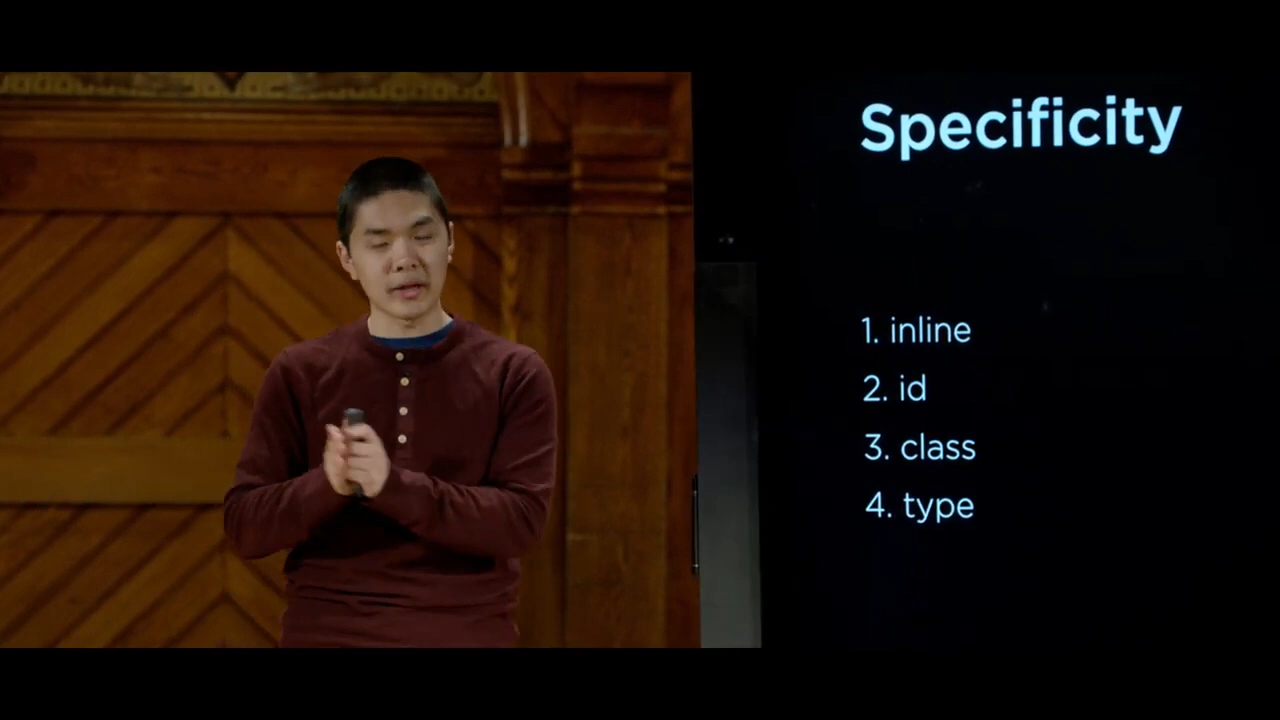 Specificity
1. inline
2. id
3. class
4. type